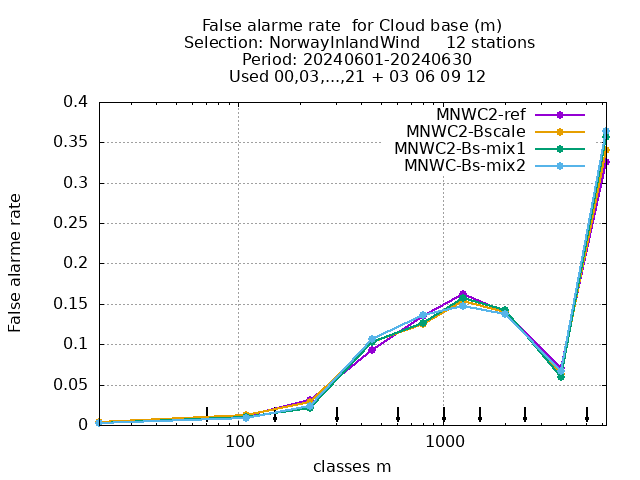 False alarme rate  for Cloud base (m)
Selection: NorwayInlandWind     12 stations
Period: 20240601-20240630
Used 00,03,...,21 + 03 06 09 12
MNWC2-ref
MNWC2-Bscale
MNWC2-Bs-mix1
MNWC-Bs-mix2
0.4
0.35
0.3
0.25
0.2
0.15
0.1
0.05
0
False alarme rate
100
1000
classes m